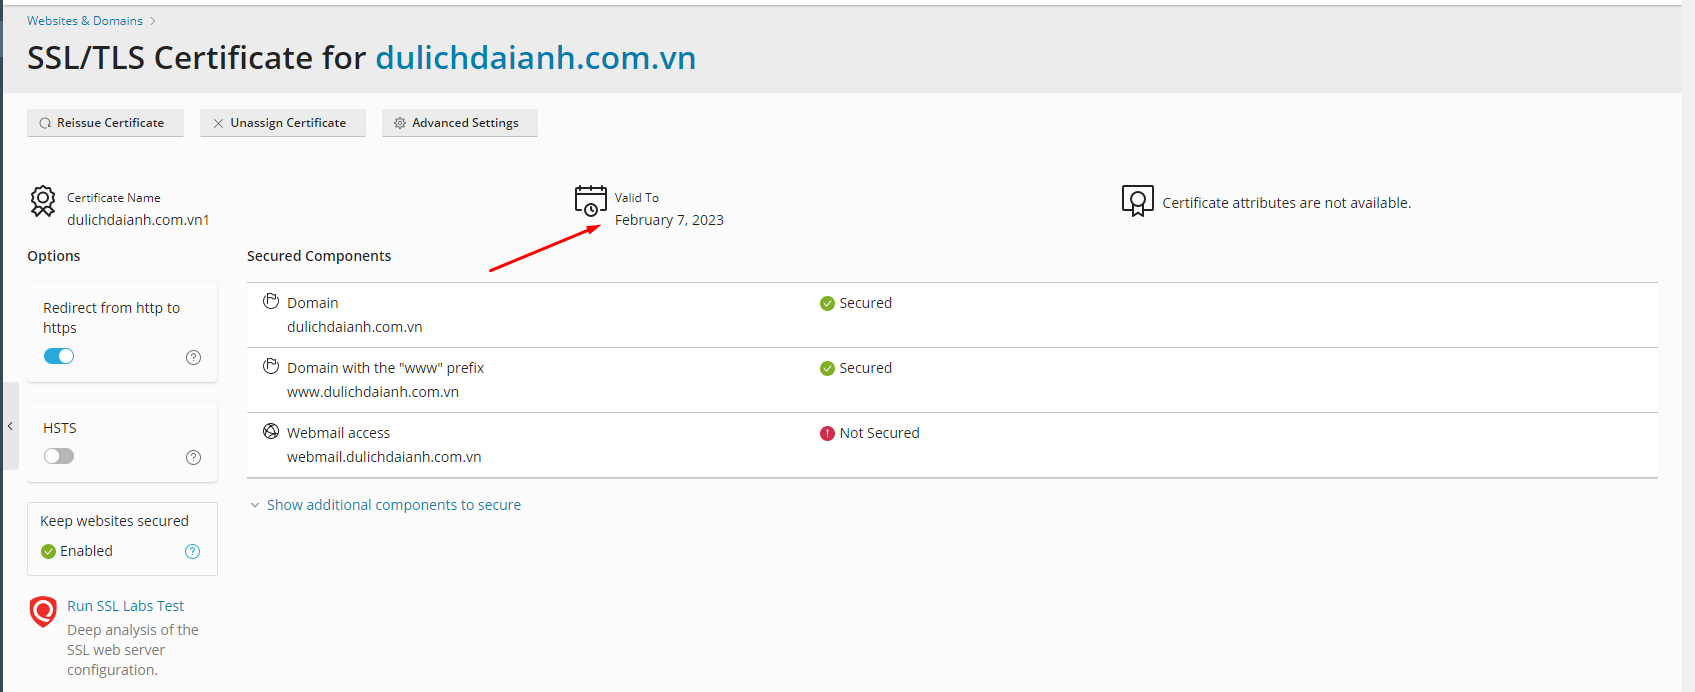 Websites & Domains
SSL/TLS Certificate for dulichdaianh.com.vn
Reissue Certificate
Unassign Certificate
Advanced Settings
Certificate Name
dulichdaianh.com.vn1
Valid To
February 7, 2023
Certificate attributes are not available.
Options
Redirect from http to
https
HSTS
Keep websites secured
Enabled
Run SSL Labs Test
Deep analysis of the
SSL web server
configuration.
Secured Components
Domain
dulichdaianh.com.vn
Secured
Domain with the "www" prefix
www.dulichdaianh.com.vn
Secured
Webmail access
webmail.dulichdaianh.com.vn
Not Secured
Show additional components to secure